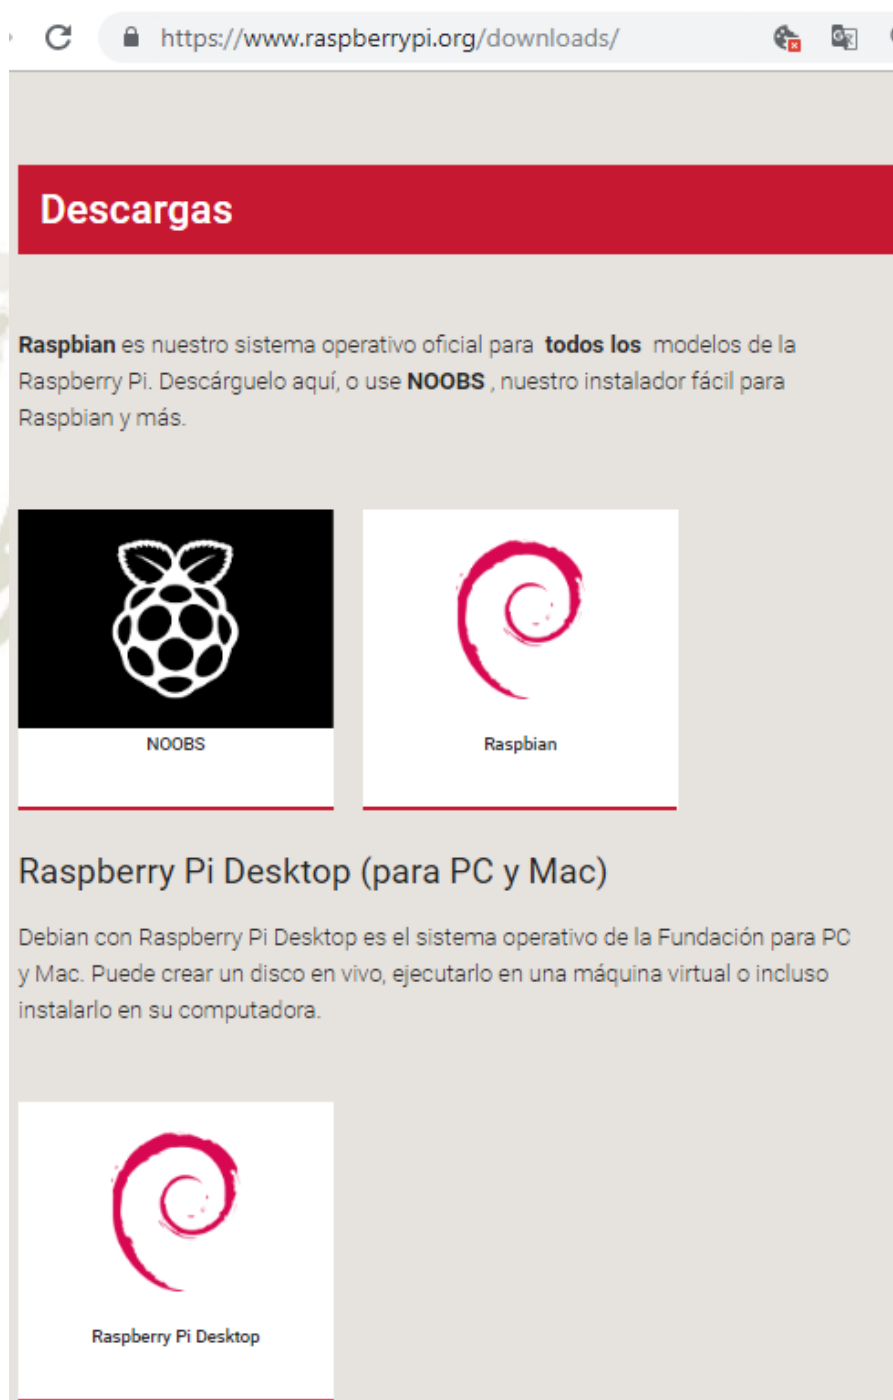 https://www.raspberrypi.org/downloads/
Descargas
Raspbian es nuestro sistema operativo oficial para todos los modelos de la
Raspberry Pi. Descárguelo aquí, o use NOOBS , nuestro instalador fácil para
Raspbian y más.
NOOBS
Raspbian
Raspberry Pi Desktop (para PC y Mac)
Debian con Raspberry Pi Desktop es el sistema operativo de la Fundación para PC
y Mac. Puede crear un disco en vivo, ejecutarlo en una máquina virtual o incluso
instalarlo en su computadora.
Raspberry Pi Desktop